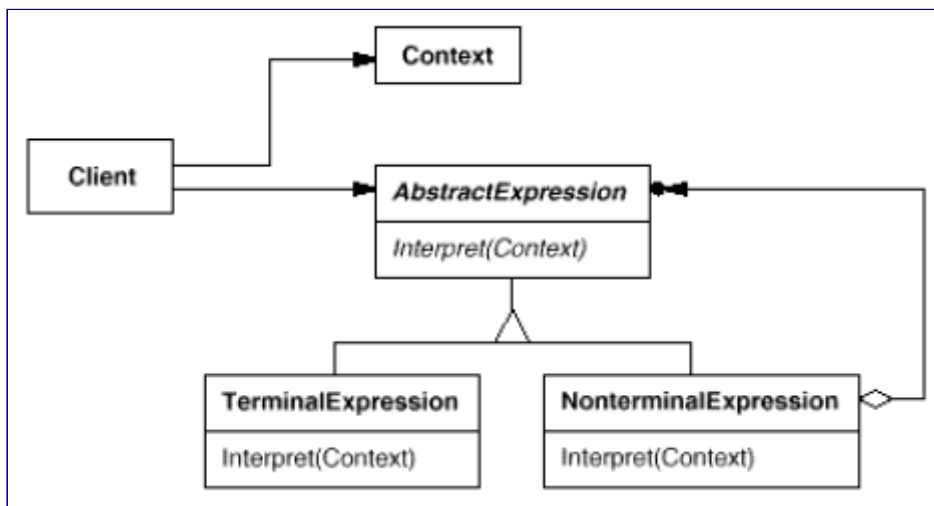 Context
Client
AbstractExpression
Interpret(Context)
TerminalExpression
Interpret(Context)
NonterminalExpression
Interpret(Context)